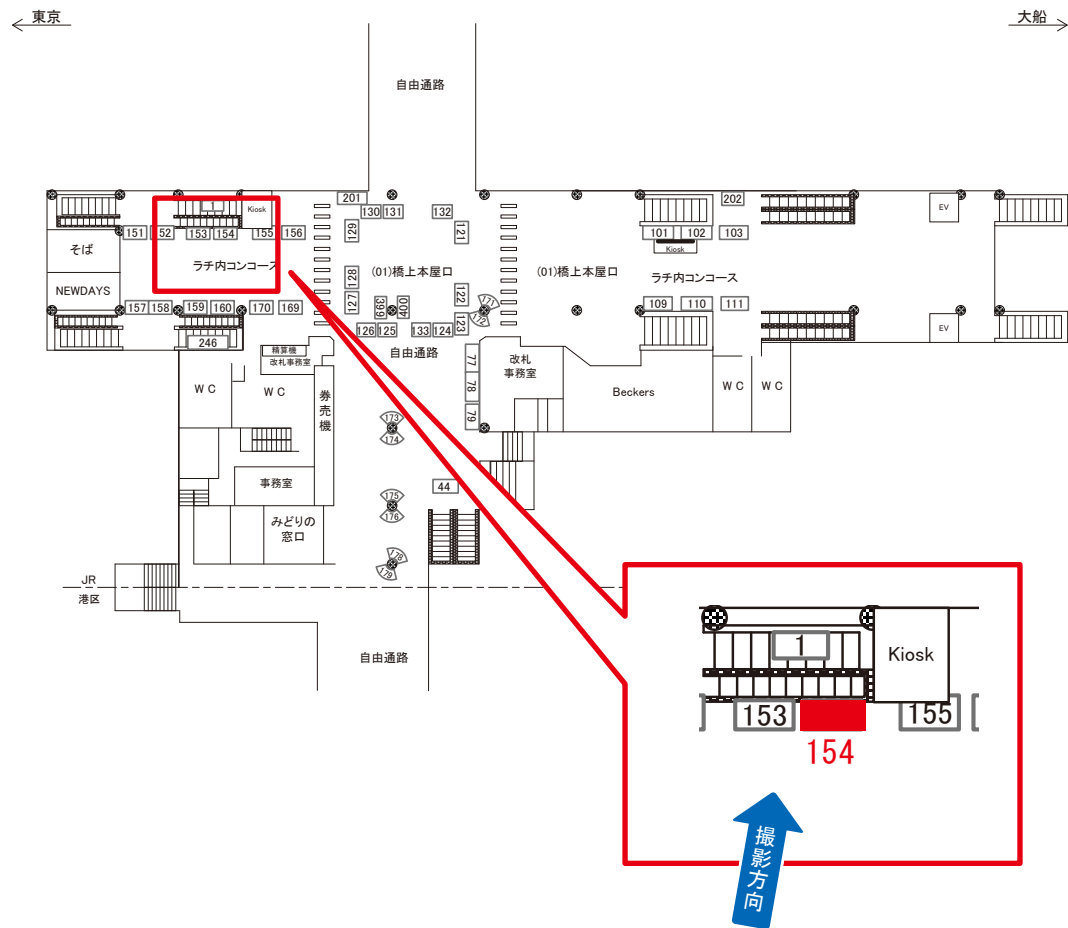 東京
大船
自由通路
201
130
131
132
202
1
Kiosk
EV
151
52
153
154
155
156
129
121
101
102
103
Kiosk
そば
ラチ内コンコース
(01)橋上本屋口
(01)橋上本屋口
ラチ内コンコース
NEWDAYS
128
127
399
400
122
171
172
109
110
111
157
158
159
160
170
169
126
125
133
124
123
EV
246
精算機
改札事務室
自由通路
77
78
79
改札
事務室
W C
W C
券売機
Beckers
W C
W C
173
174
事務室
44
175
176
みどりの
窓口
178
179
JR
港区
自由通路
1
Kiosk
153
155
154
撮影方向